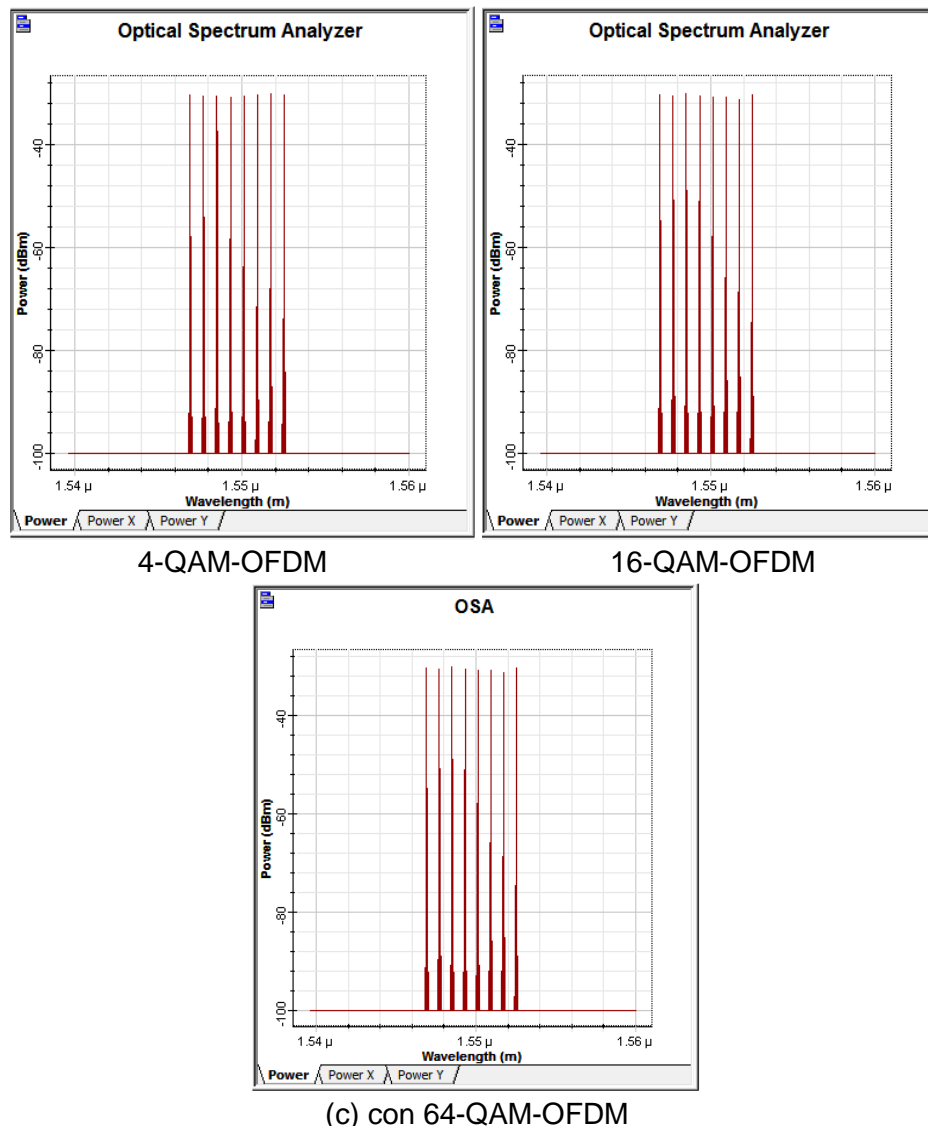 Optical Spectrum Analyzer
Power (dBm)
-40
-60
-80
-100
1.54 µ
1.55 µ
1.56 µ
Wavelength (m)
Power
Power X
Power Y
4-QAM-OFDM
Optical Spectrum Analyzer
Power (dBm)
-40
-60
-80
-100
1.54 µ
1.55 µ
1.56 µ
Wavelength (m)
Power
Power X
Power Y
16-QAM-OFDM
OSA
Power (dBm)
-40
-60
-80
-100
1.54 µ
1.55 µ
1.56 µ
Wavelength (m)
Power
Power X
Power Y
(c) con 64-QAM-OFDM